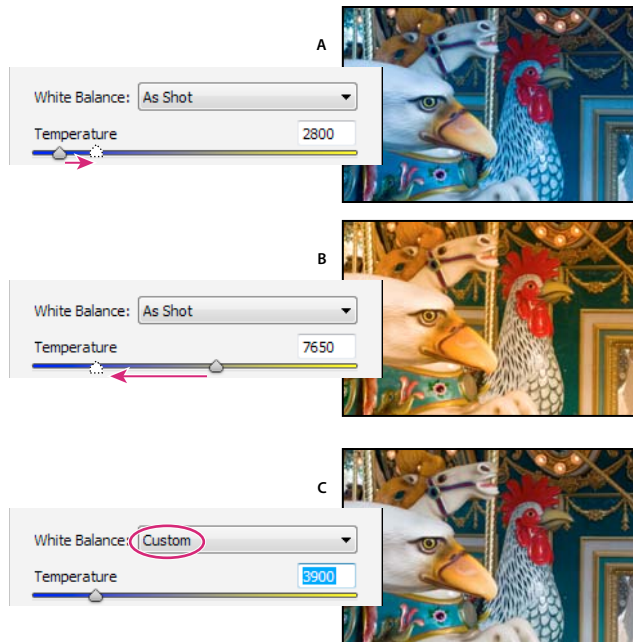 A
White Balance: As Shot
Temperature 2800
B
White Balance: As Shot
Temperature 7650
C
White Balance: Custom
Temperature 3900